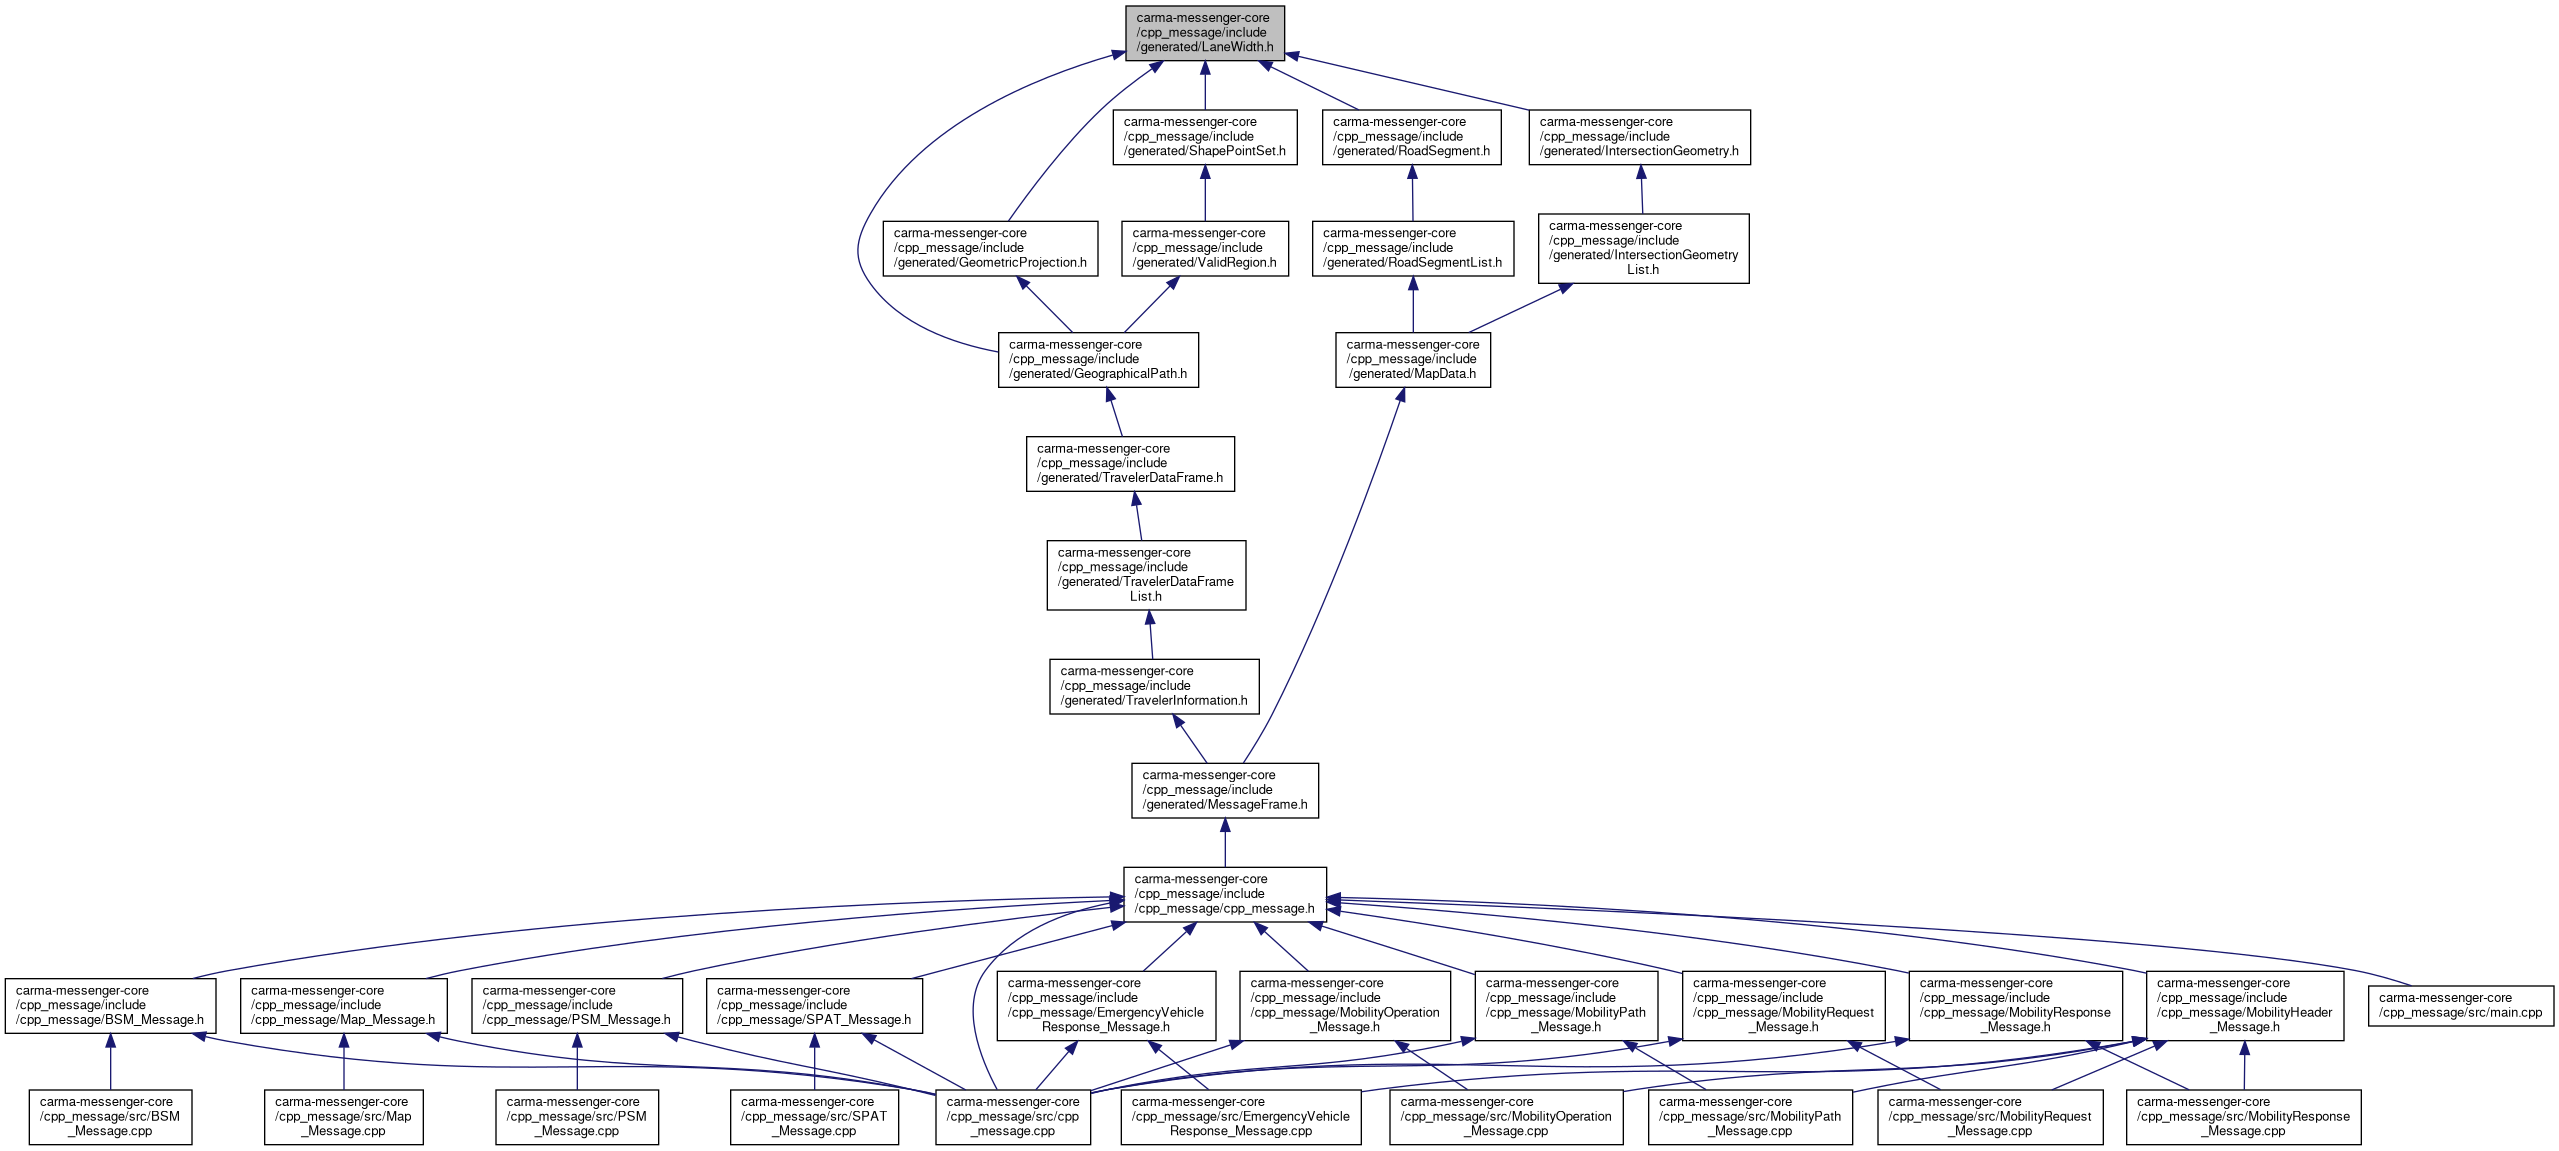 carma-messenger-core
/cpp_message/include
/generated/LaneWidth.h
carma-messenger-core
/cpp_message/include
/generated/ShapePointSet.h
carma-messenger-core
/cpp_message/include
/generated/RoadSegment.h
carma-messenger-core
/cpp_message/include
/generated/IntersectionGeometry.h
carma-messenger-core
/cpp_message/include
/generated/GeometricProjection.h
carma-messenger-core
/cpp_message/include
/generated/ValidRegion.h
carma-messenger-core
/cpp_message/include
/generated/RoadSegmentList.h
carma-messenger-core
/cpp_message/include
/generated/IntersectionGeometry
List.h
carma-messenger-core
/cpp_message/include
/generated/GeographicalPath.h
carma-messenger-core
/cpp_message/include
/generated/MapData.h
carma-messenger-core
/cpp_message/include
/generated/TravelerDataFrame.h
carma-messenger-core
/cpp_message/include
/generated/TravelerDataFrame
List.h
carma-messenger-core
/cpp_message/include
/generated/TravelerInformation.h
carma-messenger-core
/cpp_message/include
/generated/MessageFrame.h
carma-messenger-core
/cpp_message/include
/cpp_message/cpp_message.h
carma-messenger-core
/cpp_message/include
/cpp_message/BSM_Message.h
carma-messenger-core
/cpp_message/include
/cpp_message/Map_Message.h
carma-messenger-core
/cpp_message/include
/cpp_message/PSM_Message.h
carma-messenger-core
/cpp_message/include
/cpp_message/SPAT_Message.h
carma-messenger-core
/cpp_message/include
/cpp_message/EmergencyVehicle
Response_Message.h
carma-messenger-core
/cpp_message/include
/cpp_message/MobilityOperation
_Message.h
carma-messenger-core
/cpp_message/include
/cpp_message/MobilityPath
_Message.h
carma-messenger-core
/cpp_message/include
/cpp_message/MobilityRequest
_Message.h
carma-messenger-core
/cpp_message/include
/cpp_message/MobilityResponse
_Message.h
carma-messenger-core
/cpp_message/include
/cpp_message/MobilityHeader
_Message.h
carma-messenger-core
/cpp_message/src/main.cpp
carma-messenger-core
/cpp_message/src/BSM
_Message.cpp
carma-messenger-core
/cpp_message/src/Map
_Message.cpp
carma-messenger-core
/cpp_message/src/PSM
_Message.cpp
carma-messenger-core
/cpp_message/src/SPAT
_Message.cpp
carma-messenger-core
/cpp_message/src/cpp
_message.cpp
carma-messenger-core
/cpp_message/src/EmergencyVehicle
Response_Message.cpp
carma-messenger-core
/cpp_message/src/MobilityOperation
_Message.cpp
carma-messenger-core
/cpp_message/src/MobilityPath
_Message.cpp
carma-messenger-core
/cpp_message/src/MobilityRequest
_Message.cpp
carma-messenger-core
/cpp_message/src/MobilityResponse
_Message.cpp